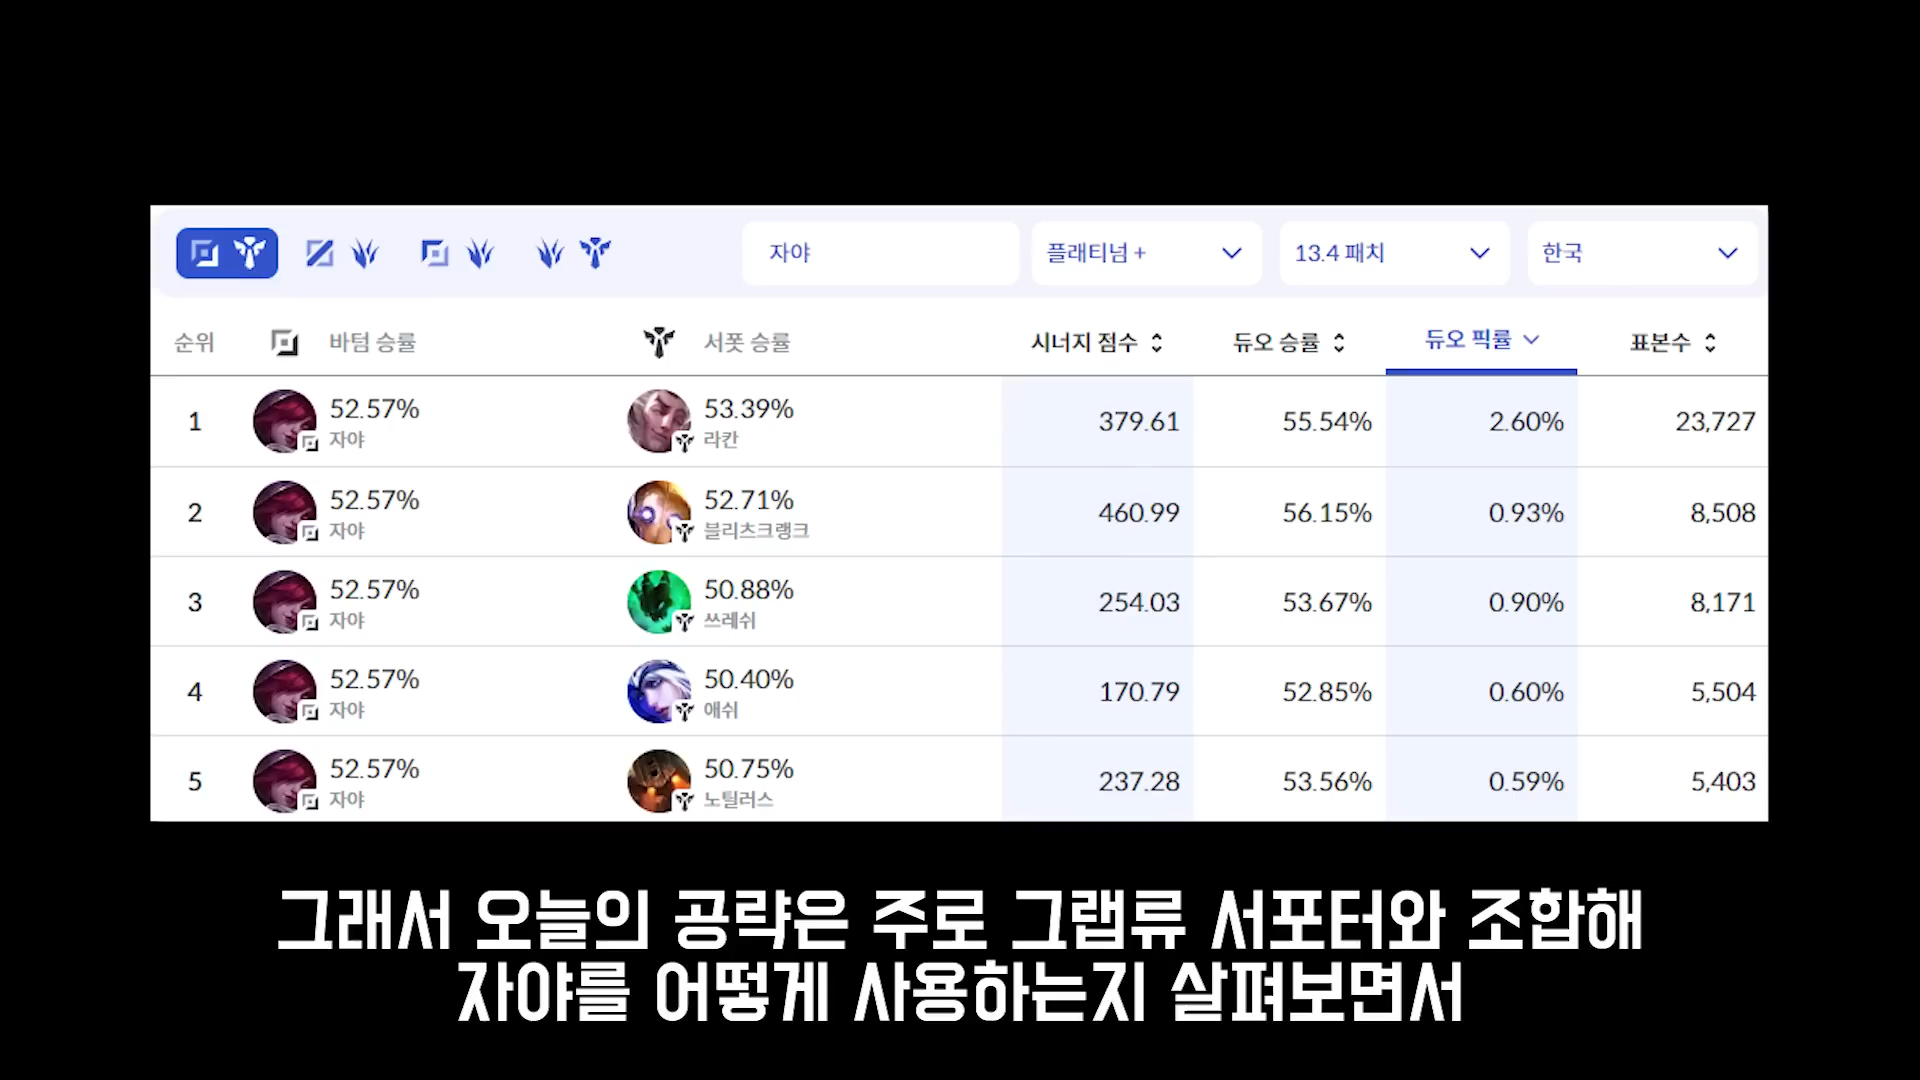 자야 플래티넘 + 13.4 패치 한국
순위 바텀 승률 서폿 승률 시너지 점수 듀오 승률 듀오 픽률 표본수
1 52.57% 자야 53.39% 라칸 379.61 55.54% 2.60% 23,727
2 52.57% 자야 52.71% 블리츠크랭크 460.99 56.15% 0.93% 8,508
3 52.57% 자야 50.88% 쓰레쉬 254.03 53.67% 0.90% 8,171
4 52.57% 자야 50.40% 애쉬 170.79 52.85% 0.60% 5,504
5 52.57% 자야 50.75% 노틸러스 237.28 53.56% 0.59% 5,403
그래서 오늘의 공략은 주로 그랩류 서포터와 조합해
자야를 어떻게 사용하는지 살펴보면서